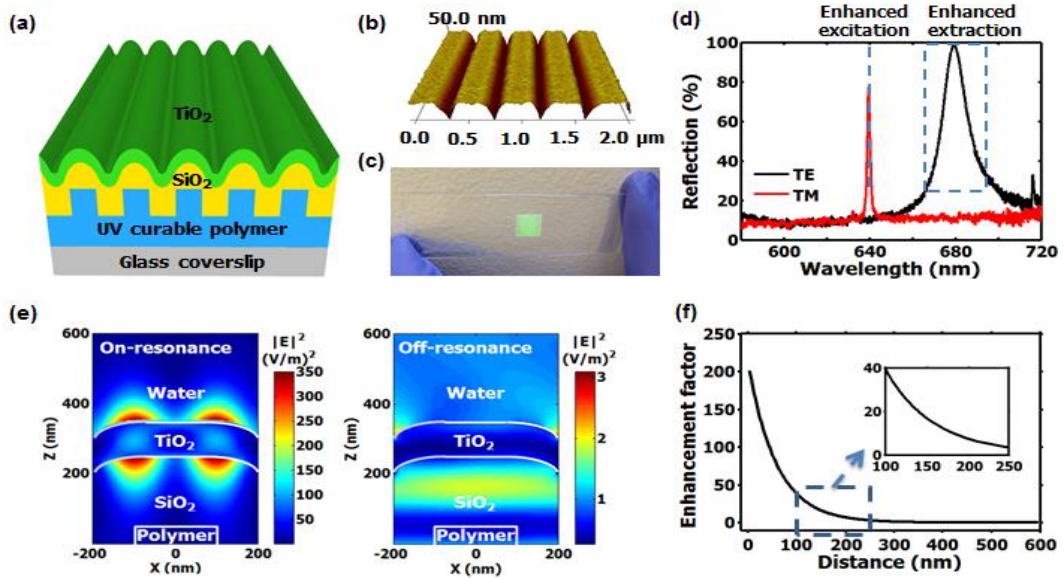 (a)
TiO2
SiO2
UV curable polymer
Glass coverslip
(b)
50.0 nm
0.0 0.5 1.0 1.5 2.0 μm
(c)
(d)
Enhanced excitation
Enhanced extraction
Reflection (%)
100
80
60
40
20
0
TE
TM
600 640 680 720
Wavelength (nm)
(e)
On-resonance
Water
TiO2
SiO2
Polymer
Z (nm)
600
400
200
-200 0 200
X (nm)
|E|2
(V/m)2
350
300
250
200
150
100
50
Off-resonance
Water
TiO2
SiO2
Polymer
Z (nm)
600
400
200
-200 0 200
X (nm)
|E|2
(V/m)2
3
2
1
(f)
Enhancement factor
250
200
150
100
50
0
0 100 200 300 400 500 600
Distance (nm)
40
20
0
100 150 200 250